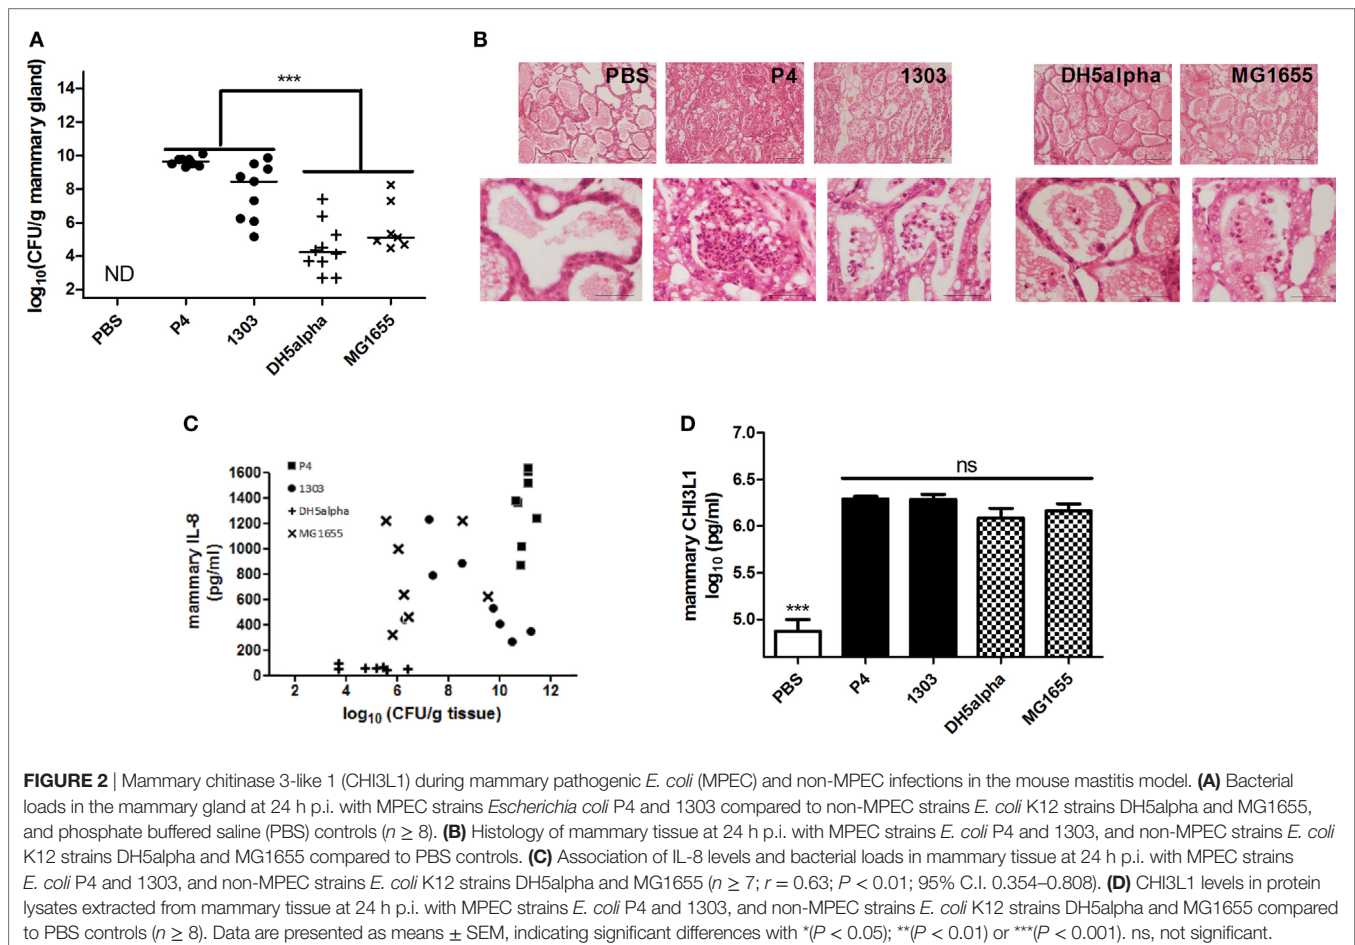 A
log10(CFU/g mammary gland)
14
12
10
8
6
4
2
***
ND
PBS
P4
1303
DH5alpha
MG1655
B
PBS
P4
1303
DH5alpha
MG1655
C
mammary IL-8
(pg/ml)
1600
1400
1200
1000
800
600
400
200
0
P4
1303
DH5alpha
MG1655
2 4 6 8 10 12
log10 (CFU/g tissue)
D
mammary CHI3L1
log10 (pg/ml)
7.0
6.5
6.0
5.5
5.0
ns
***
PBS
P4
1303
DH5alpha
MG1655
FIGURE 2 | Mammary chitinase 3-like 1 (CHI3L1) during mammary pathogenic E. coli (MPEC) and non-MPEC infections in the mouse mastitis model. (A) Bacterial
loads in the mammary gland at 24 h p.i. with MPEC strains Escherichia coli P4 and 1303 compared to non-MPEC strains E. coli K12 strains DH5alpha and MG1655,
and phosphate buffered saline (PBS) controls (n ≥ 8). (B) Histology of mammary tissue at 24 h p.i. with MPEC strains E. coli P4 and 1303, and non-MPEC strains E. coli
K12 strains DH5alpha and MG1655 compared to PBS controls. (C) Association of IL-8 levels and bacterial loads in mammary tissue at 24 h p.i. with MPEC strains
E. coli P4 and 1303, and non-MPEC strains E. coli K12 strains DH5alpha and MG1655 (n ≥ 7; r = 0.63; P < 0.01; 95% C.I. 0.354–0.808). (D) CHI3L1 levels in protein
lysates extracted from mammary tissue at 24 h p.i. with MPEC strains E. coli P4 and 1303, and non-MPEC strains E. coli K12 strains DH5alpha and MG1655 compared
to PBS controls (n ≥ 8). Data are presented as means ± SEM, indicating significant differences with *(P < 0.05); **(P < 0.01) or ***(P < 0.001). ns, not significant.